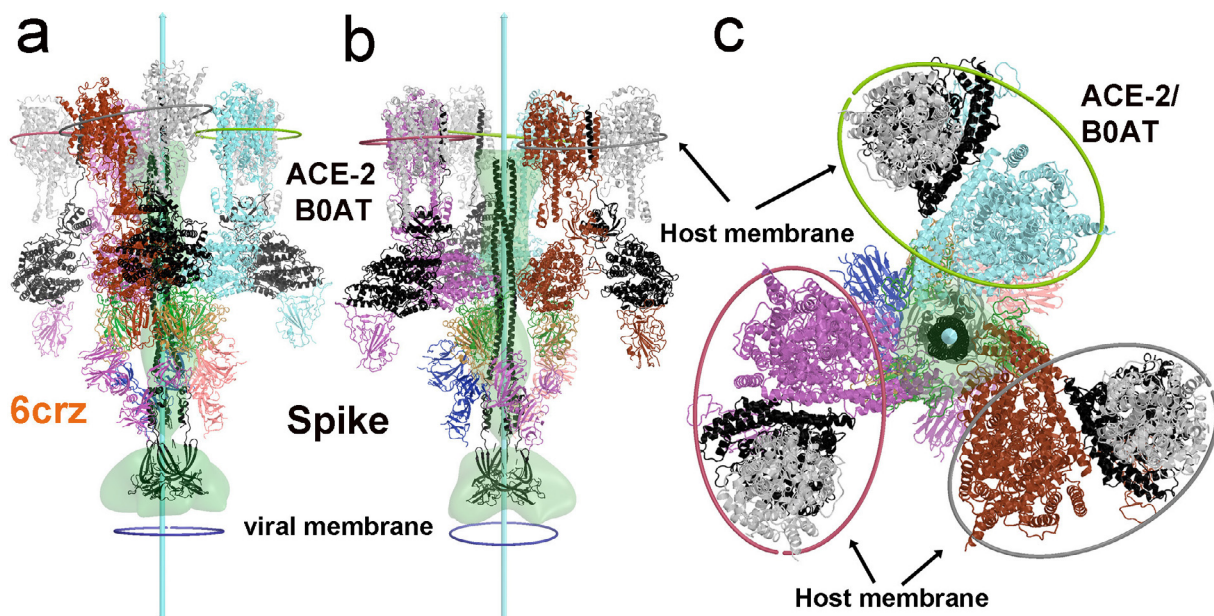 a
b
c
ACE-2/
B0AT
ACE-2
B0AT
Host membrane
6crz
Spike
viral membrane
Host membrane